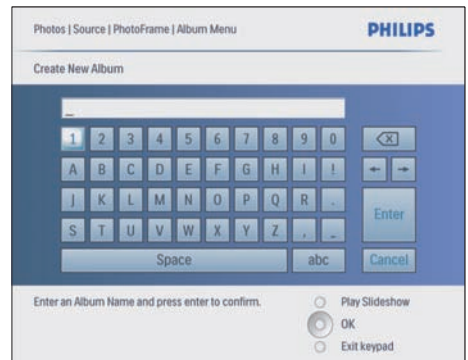 Photos | Source | PhotoFrame | Album Menu
PHILIPS
Create New Album
_
1 2 3 4 5 6 7 8 9 0
A B C D E F G H I !
J K L M N O P Q R .
Enter
S T U V W X Y Z , _
Space abc Cancel
Enter an Album Name and press enter to confirm.
Play Slideshow
OK
Exit keypad